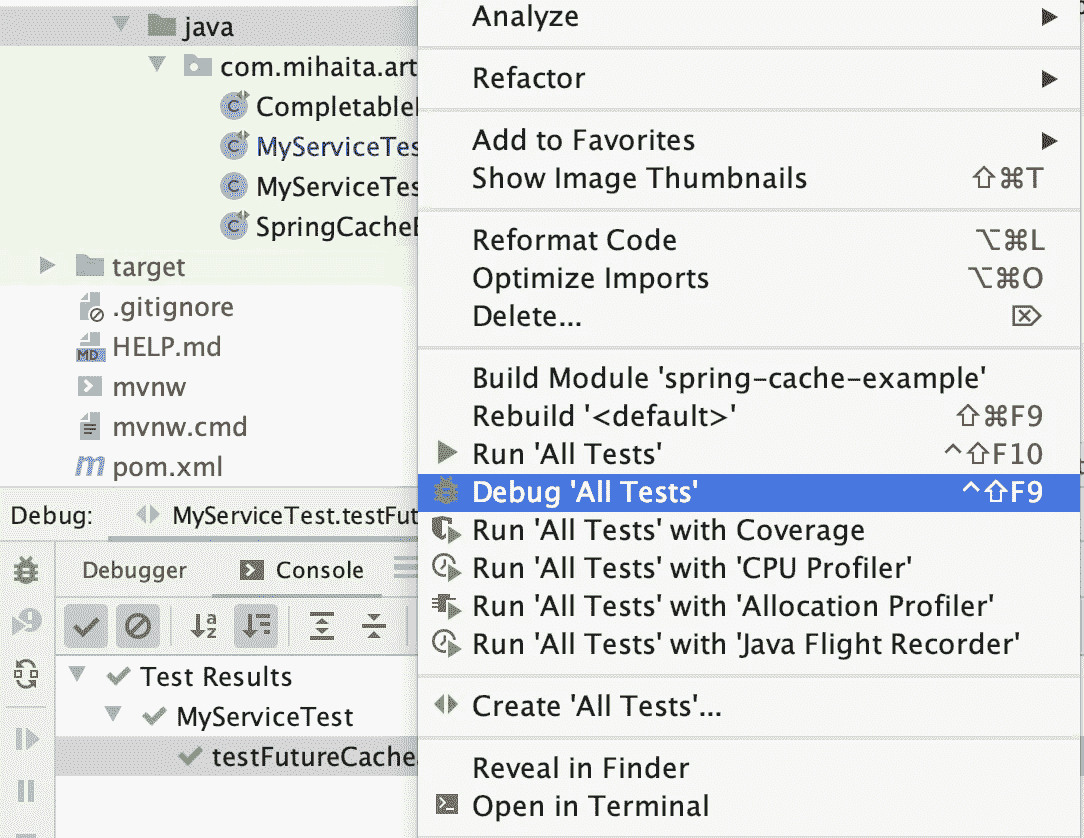 java
com.mihaita.art
Completable
MyServiceTes
MyServiceTes
SpringCacheE
target
.gitignore
HELP.md
mvnw
mvnw.cmd
pom.xml
Debug: MyServiceTest.testFut
Debugger Console
Test Results
MyServiceTest
testFutureCache
Analyze
Refactor
Add to Favorites
Show Image Thumbnails ⇧⌘T
Reformat Code ⌥⌘L
Optimize Imports ⌥⌘O
Delete... ⌦
Build Module 'spring-cache-example'
Rebuild '<default>' ⇧⌘F9
Run 'All Tests' ^⇧F10
Debug 'All Tests' ^⇧F9
Run 'All Tests' with Coverage
Run 'All Tests' with 'CPU Profiler'
Run 'All Tests' with 'Allocation Profiler'
Run 'All Tests' with 'Java Flight Recorder'
Create 'All Tests'...
Reveal in Finder
Open in Terminal